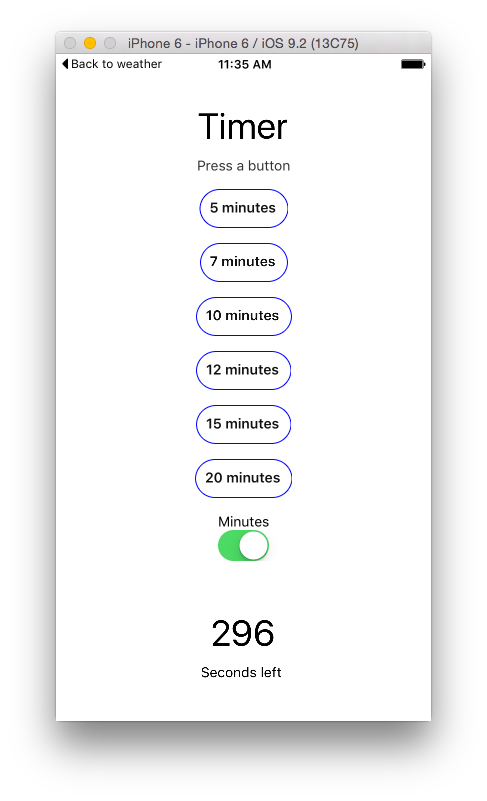 iPhone 6 - iPhone 6 / iOS 9.2 (13C75)
Back to weather 11:35 AM
Timer
Press a button
5 minutes
7 minutes
10 minutes
12 minutes
15 minutes
20 minutes
Minutes
296
Seconds left